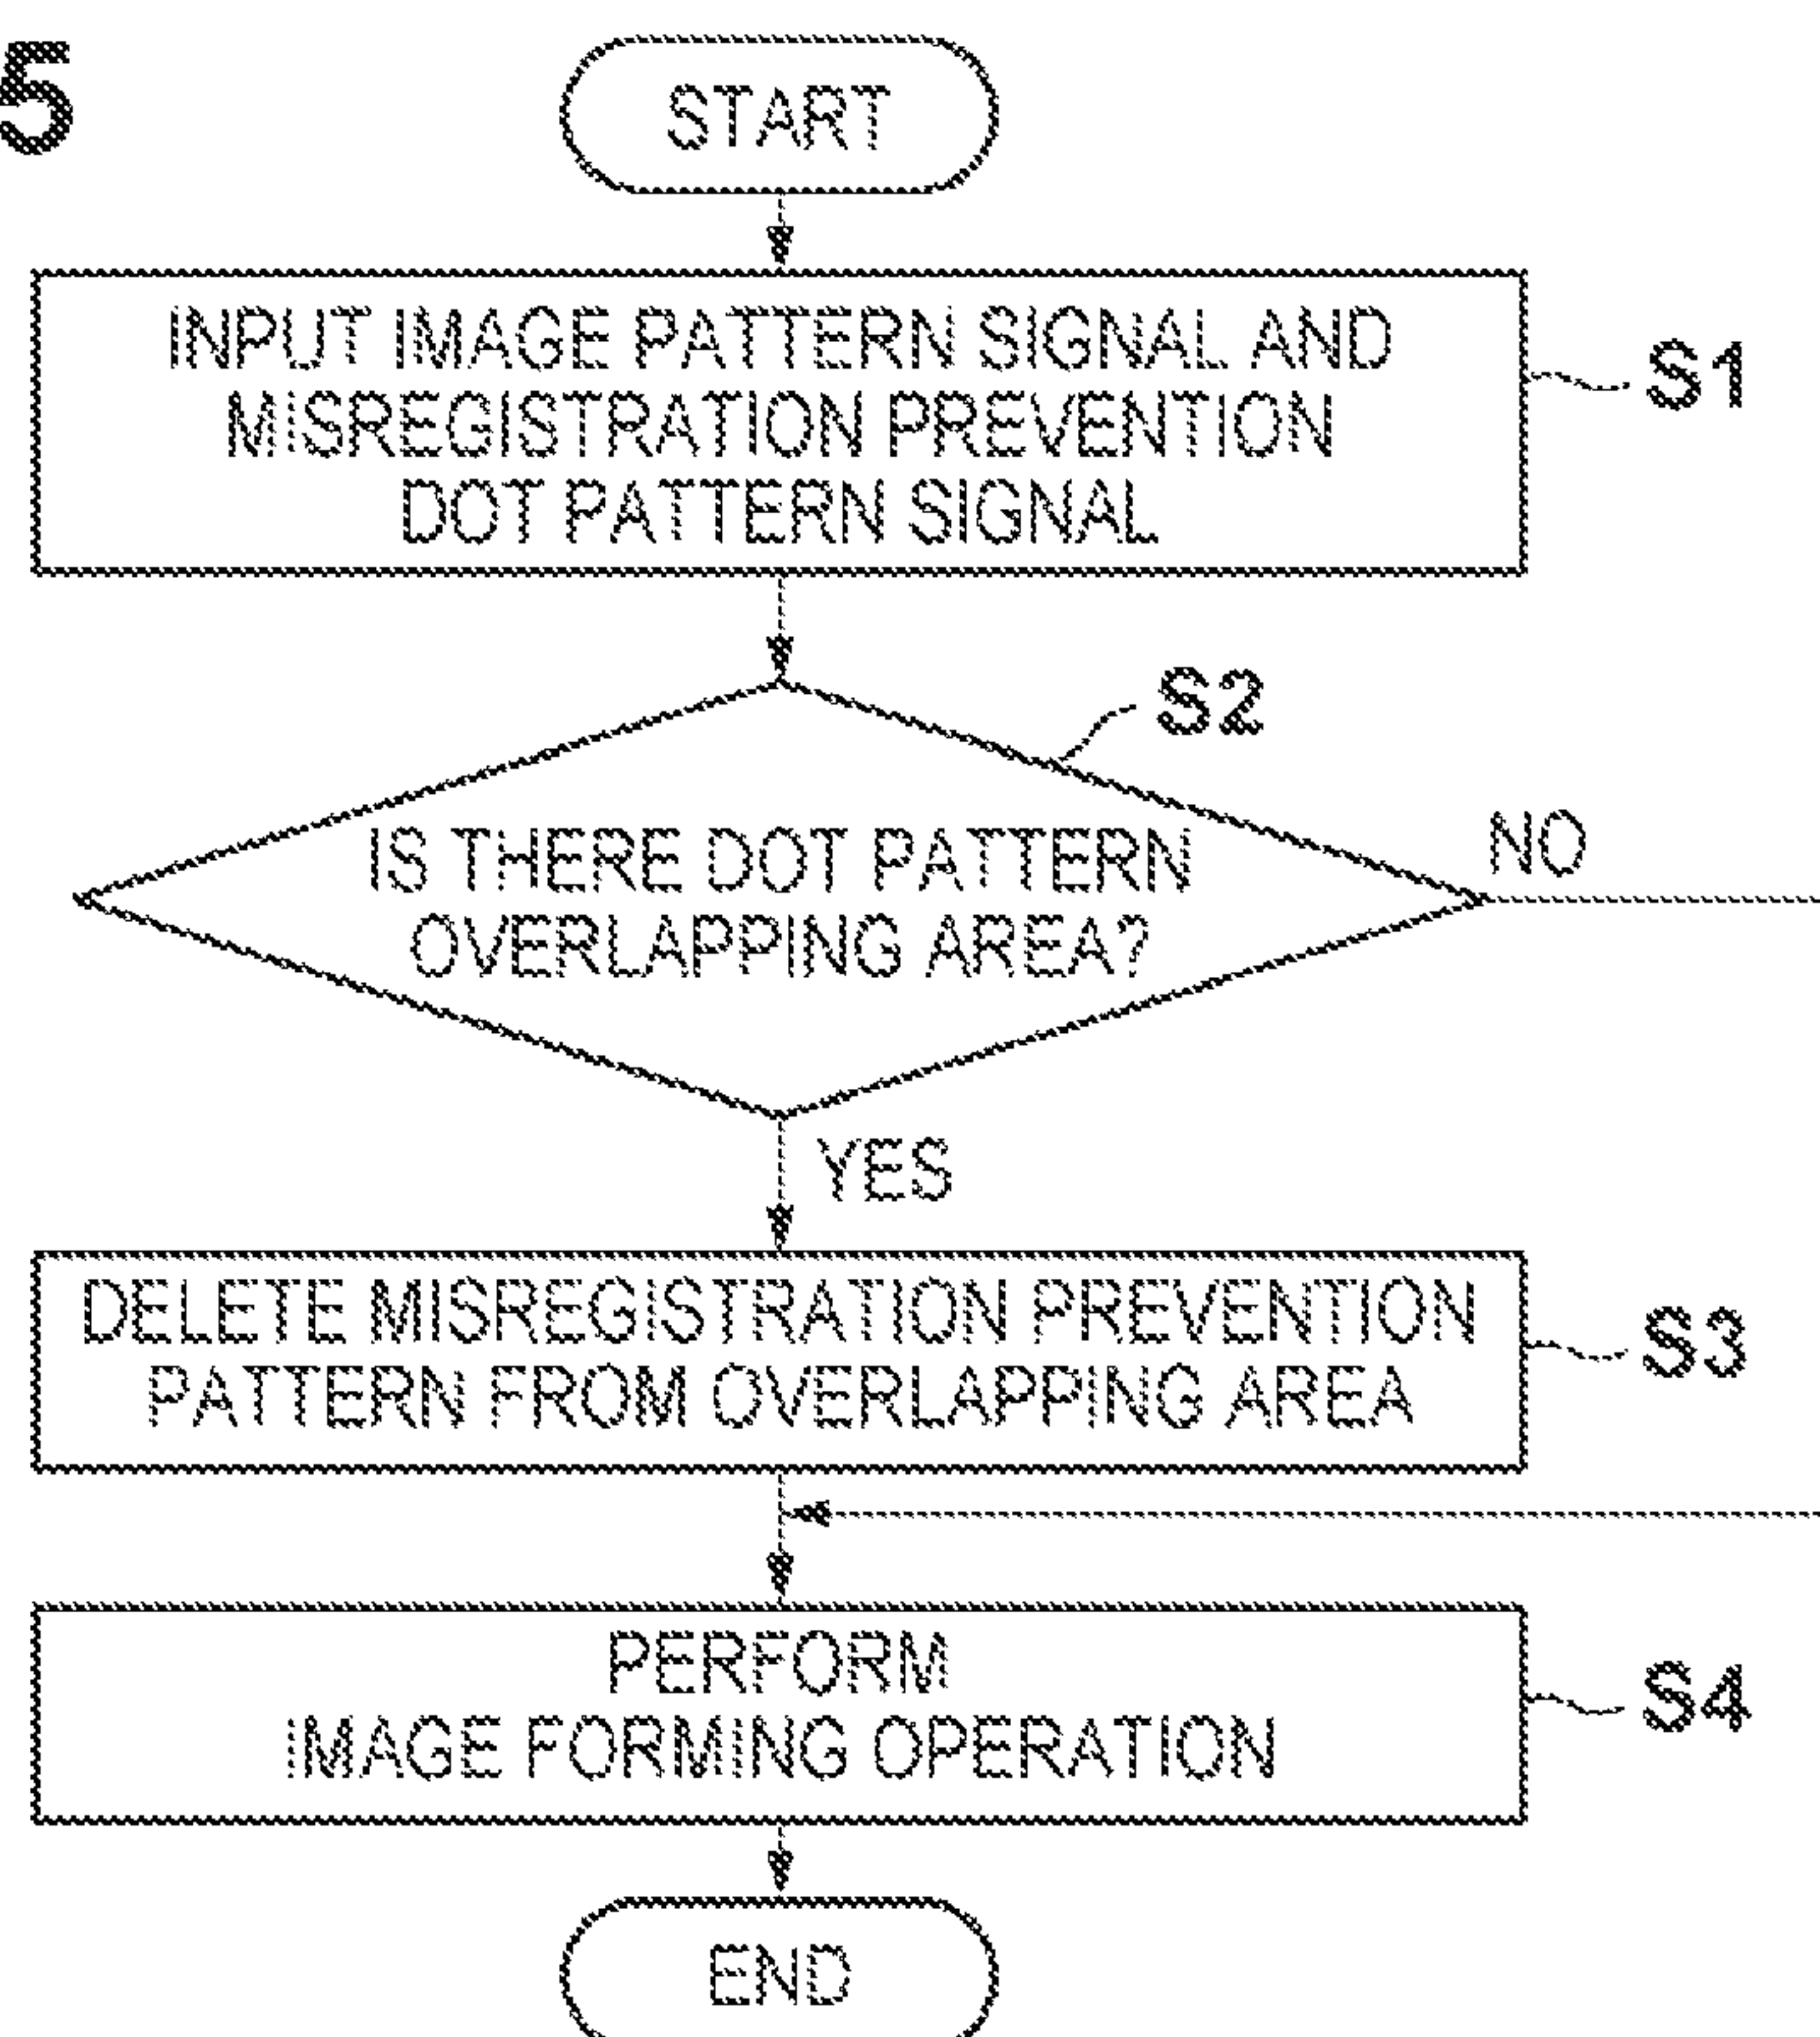 5
START
INPUT IMAGE PATTERN SIGNAL AND
MISREGISTRATION PREVENTION
DOT PATTERN SIGNAL
S1
S2
IS THERE DOT PATTERN
OVERLAPPING AREA?
NO
YES
DELETE MISREGISTRATION PREVENTION
PATTERN FROM OVERLAPPING AREA
S3
PERFORM
IMAGE FORMING OPERATION
S4
END